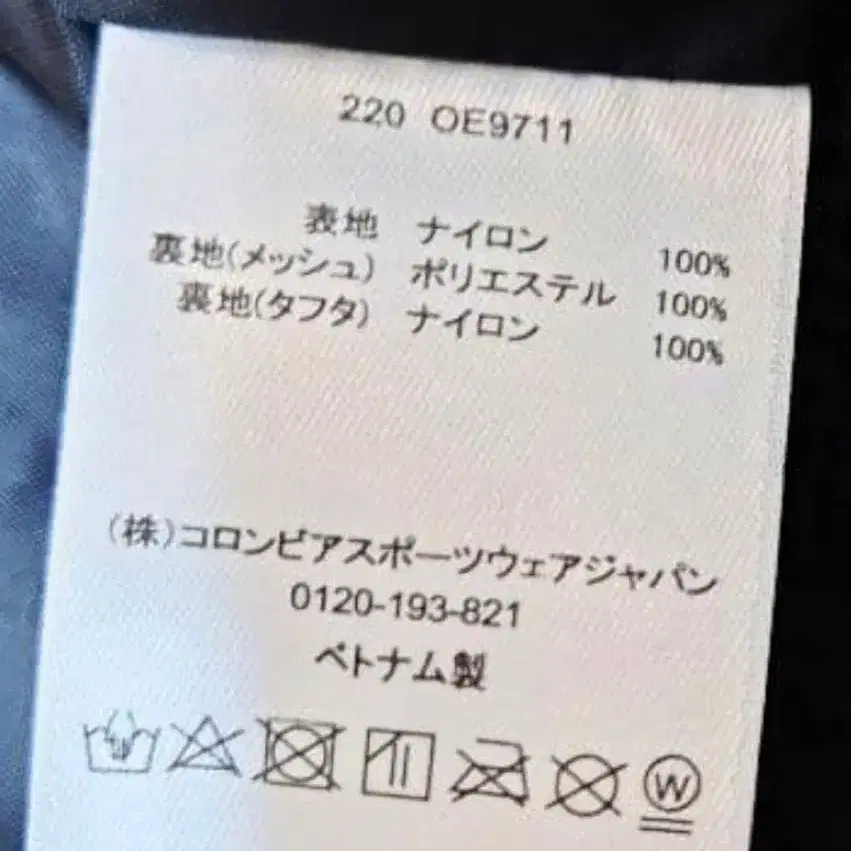 220 OE9711
表地 ナイロン 100%
裏地(メッシュ) ポリエステル 100%
裏地(タフタ) ナイロン 100%
(株)コロンビアスポーツウェアジャパン
0120-193-821
ベトナム製
W